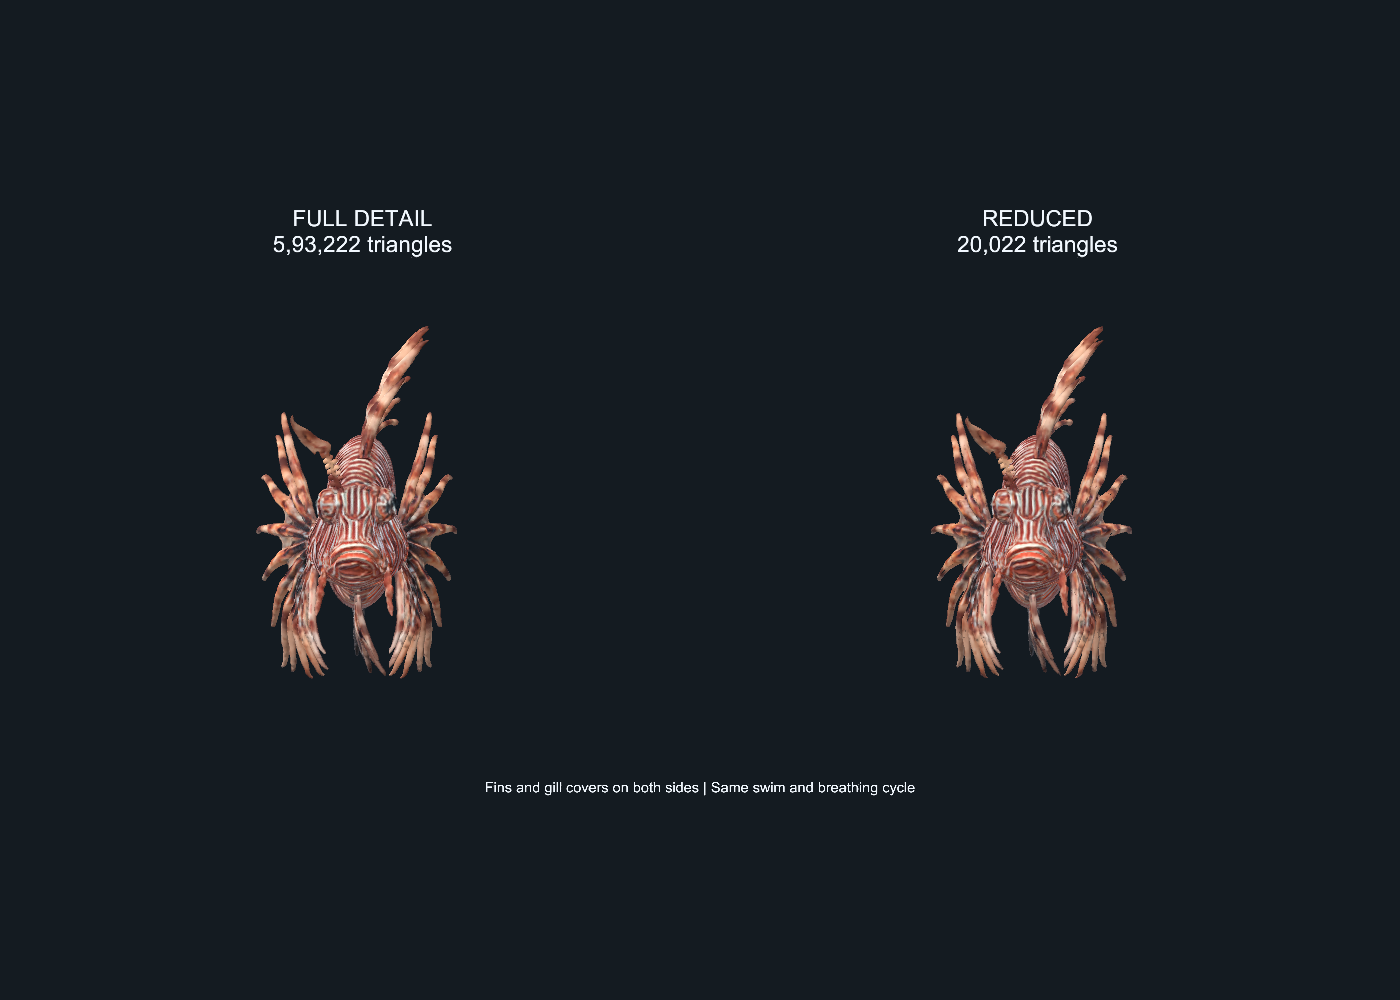 FULL DETAIL
5,93,222 triangles
REDUCED
20,022 triangles
Fins and gill covers on both sides | Same swim and breathing cycle